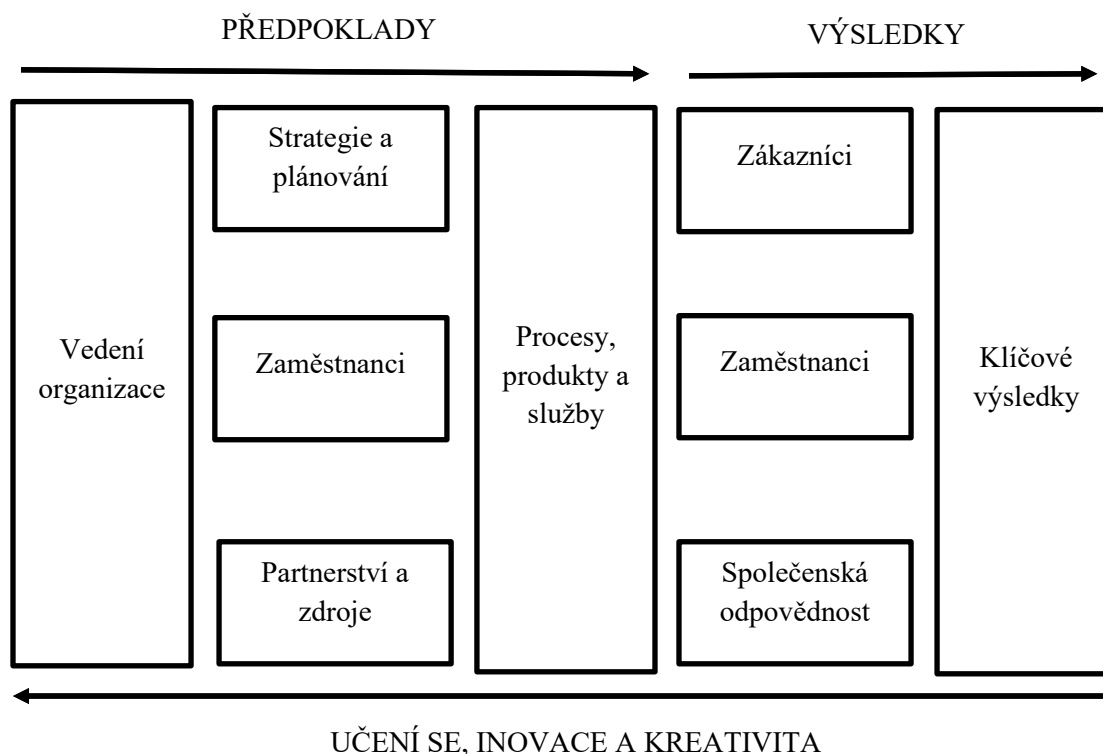 PŘEDPOKLADY
VÝSLEDKY
Vedení
organizace
Strategie a
plánování
Zaměstnanci
Partnerství a
zdroje
Procesy,
produkty a
služby
Zákazníci
Zaměstnanci
Společenská
odpovědnost
Klíčové
výsledky
UČENÍ SE, INOVACE A KREATIVITA